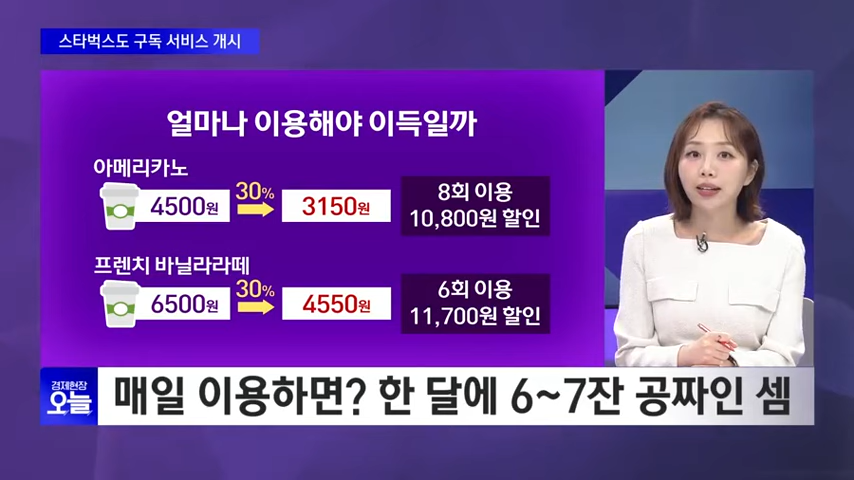 스타벅스도 구독 서비스 개시
얼마나 이용해야 이득일까
아메리카노
4500원 30% 3150원
8회 이용
10,800원 할인
프렌치 바닐라라떼
6500원 30% 4550원
6회 이용
11,700원 할인
경제현장
오늘
매일 이용하면? 한 달에 6~7잔 공짜인 셈